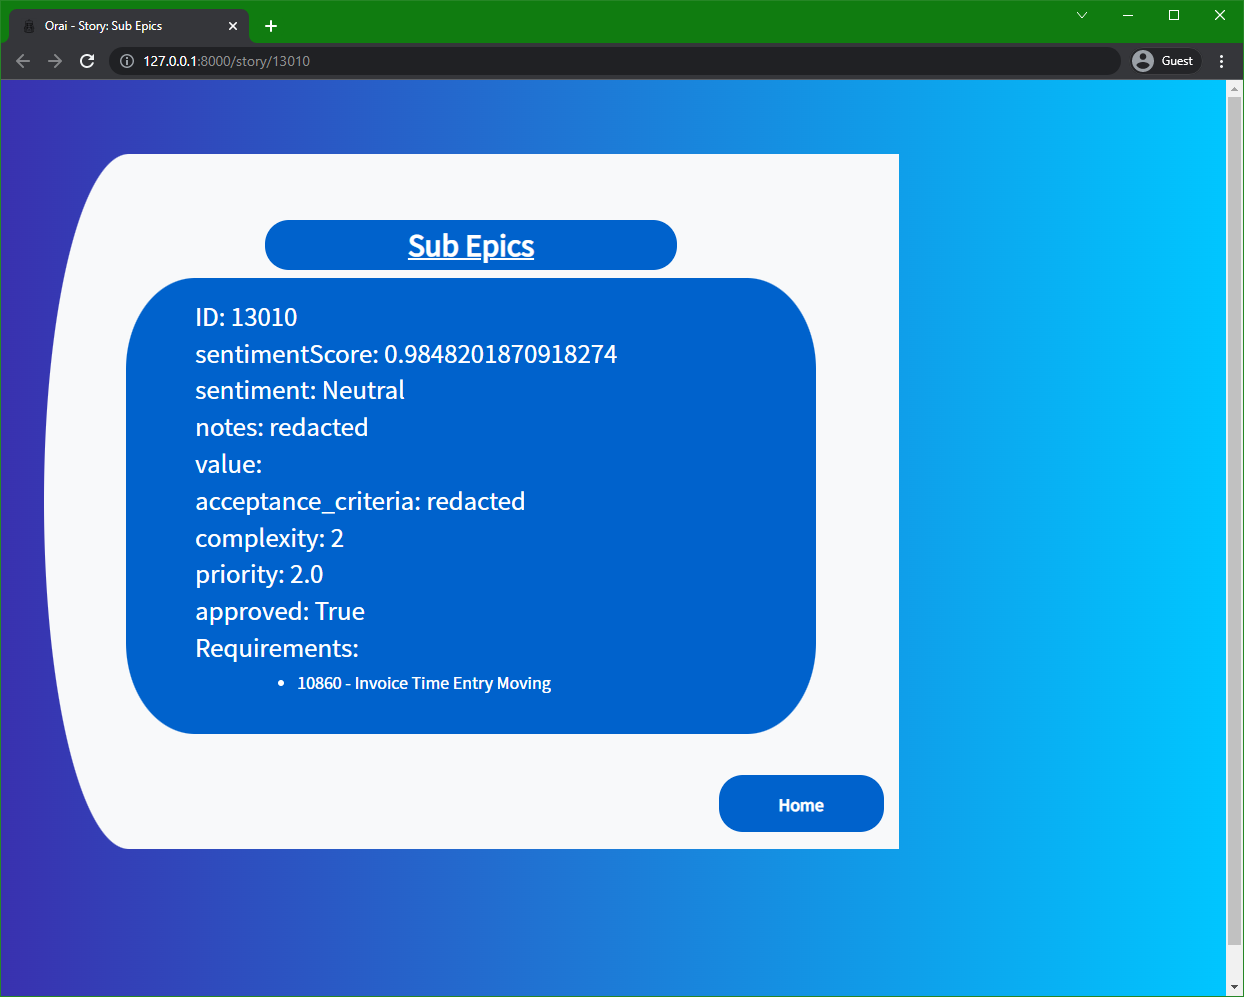 Orai - Story: Sub Epics
127.0.0.1:8000/story/13010
Guest
Sub Epics
ID: 13010
sentimentScore: 0.9848201870918274
sentiment: Neutral
notes: redacted
value:
acceptance_criteria: redacted
complexity: 2
priority: 2.0
approved: True
Requirements:
10860 - Invoice Time Entry Moving
Home